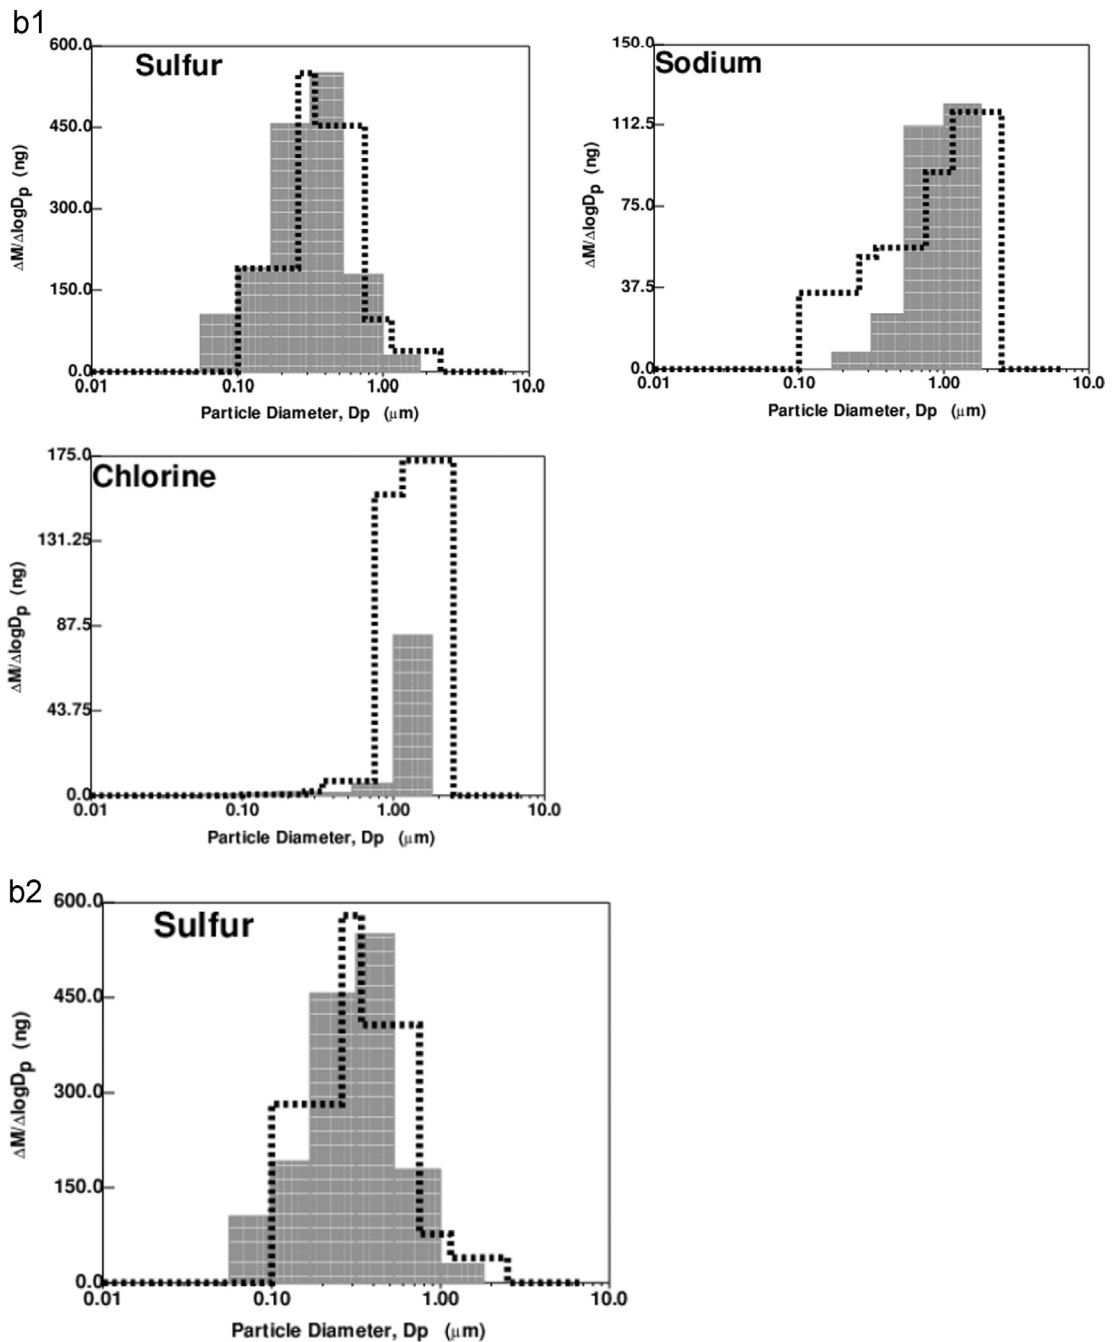 b1
600.0
Sulfur
450.0
300.0
150.0
0.0
ΔM/ΔlogDp (ng)
0.01 0.10 1.00 10.0
Particle Diameter, Dp (μm)
150.0
Sodium
112.5
75.0
37.5
0.0
ΔM/ΔlogDp (ng)
0.01 0.10 1.00 10.0
Particle Diameter, Dp (μm)
175.0
Chlorine
131.25
87.5
43.75
0.0
ΔM/ΔlogDp (ng)
0.01 0.10 1.00 10.0
Particle Diameter, Dp (μm)
b2
600.0
Sulfur
450.0
300.0
150.0
0.0
ΔM/ΔlogDp (ng)
0.01 0.10 1.00 10.0
Particle Diameter, Dp (μm)